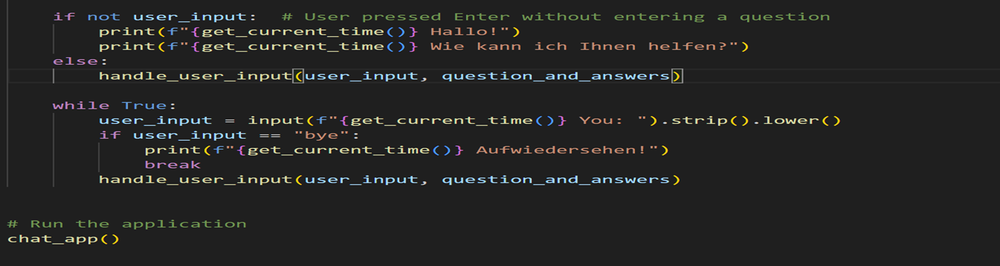 if not user_input:  # User pressed Enter without entering a question
    print(f"{get_current_time()} Hallo!")
    print(f"{get_current_time()} Wie kann ich Ihnen helfen?")
else:
    handle_user_input(user_input, question_and_answers)
while True:
    user_input = input(f"{get_current_time()} You: ").strip().lower()
    if user_input == "bye":
        print(f"{get_current_time()} Aufwiedersehen!")
        break
    handle_user_input(user_input, question_and_answers)
# Run the application
chat_app()